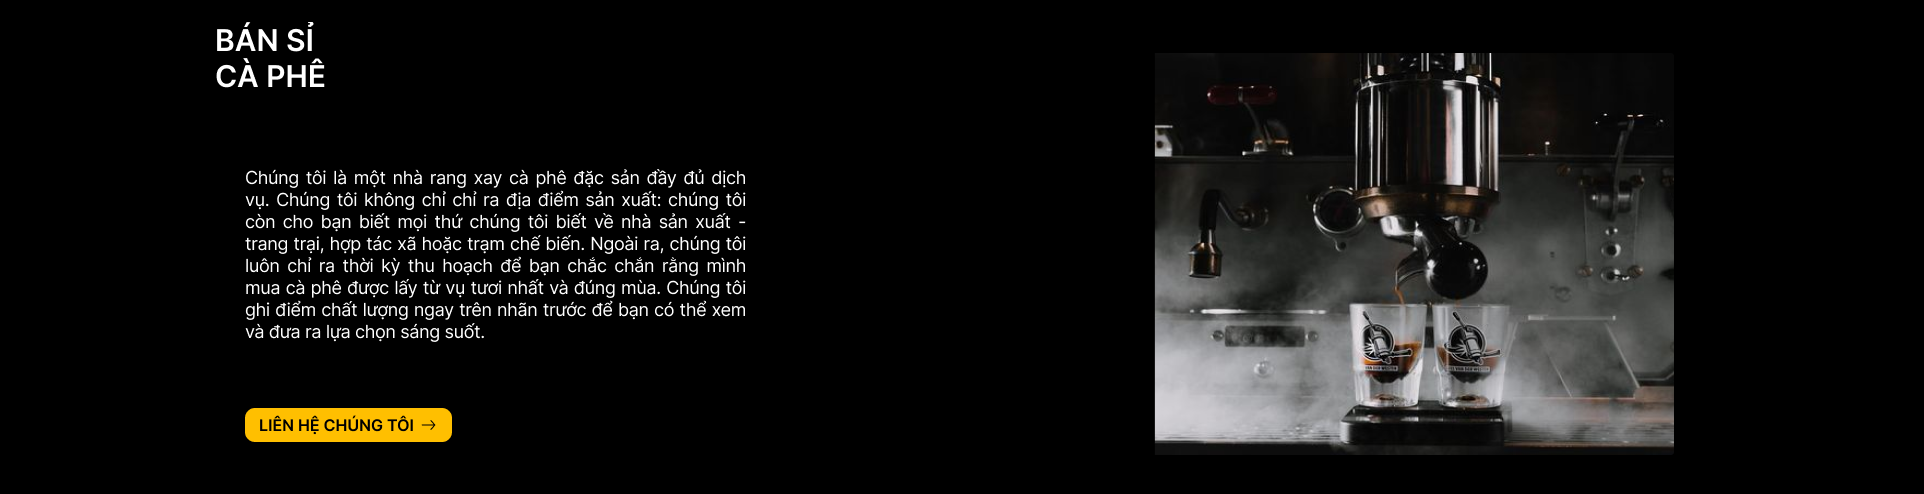 BÁN SỈ
CÀ PHÊ
Chúng tôi là một nhà rang xay cà phê đặc sản đầy đủ dịch
vụ. Chúng tôi không chỉ chỉ ra địa điểm sản xuất: chúng tôi
còn cho bạn biết mọi thứ chúng tôi biết về nhà sản xuất -
trang trại, hợp tác xã hoặc trạm chế biến. Ngoài ra, chúng tôi
luôn chỉ ra thời kỳ thu hoạch để bạn chắc chắn rằng mình
mua cà phê được lấy từ vụ tươi nhất và đúng mùa. Chúng tôi
ghi điểm chất lượng ngay trên nhãn trước để bạn có thể xem
và đưa ra lựa chọn sáng suốt.
LIÊN HỆ CHÚNG TÔI →